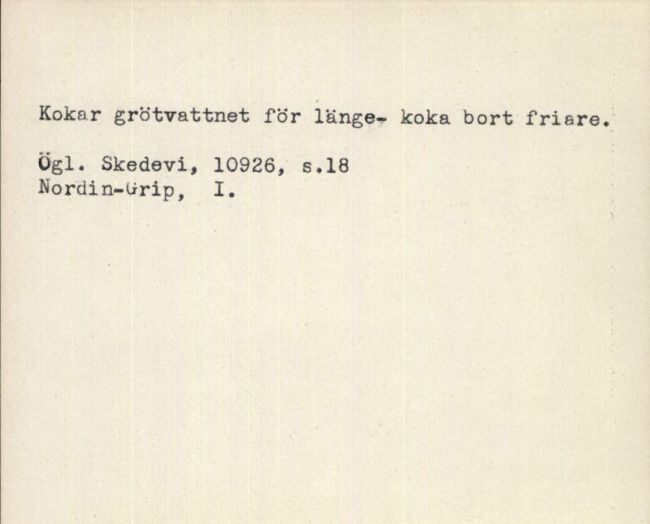 Kokar grötvattnet för länge- koka bort friare.
Ögl. Skedevi, 10926, s.18
Nordin-Grip, I.